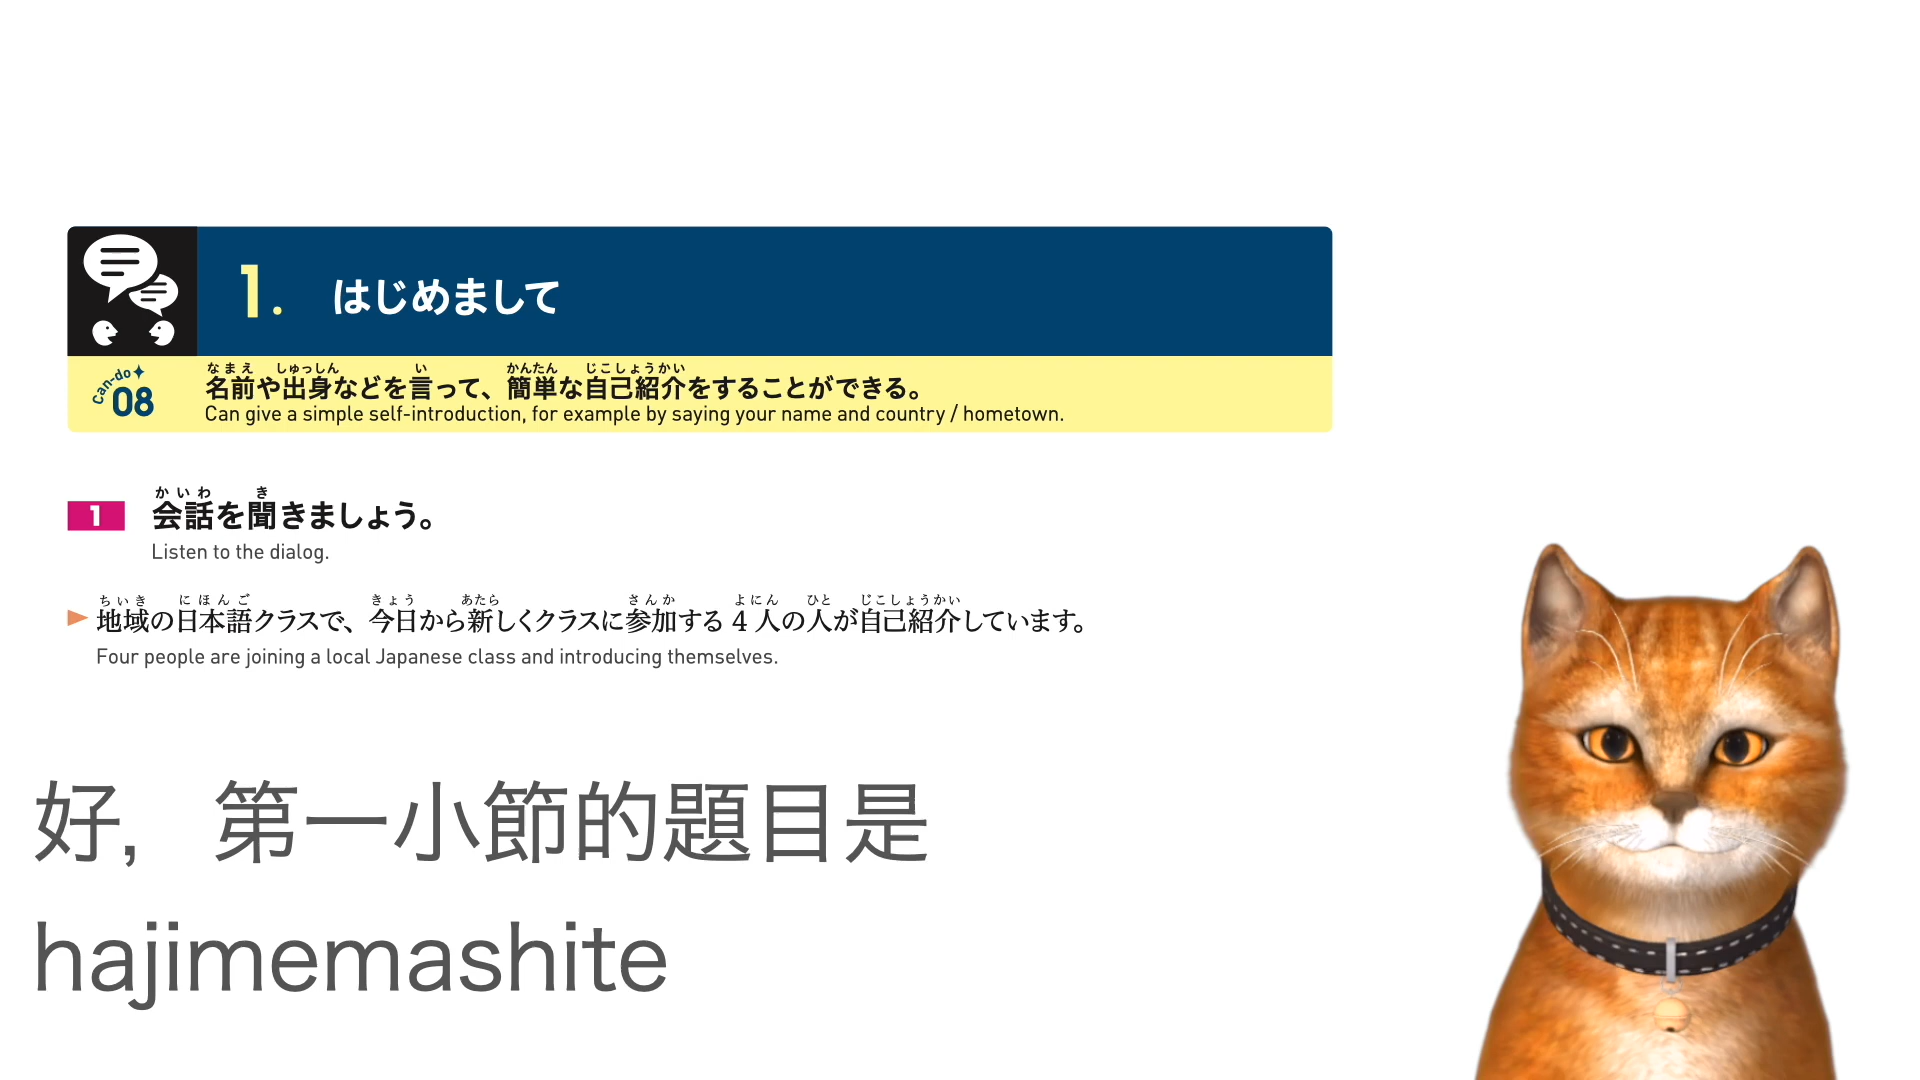 1. はじめまして
Can-do 08
なまえ しゅっしん い かんたん じこしょうかい
名前や出身などを言って、簡単な自己紹介をすることができる。
Can give a simple self-introduction, for example by saying your name and country / hometown.
かいわ き
1 会話を聞きましょう。
Listen to the dialog.
ちいき にほんご きょう あたら さんか よにん ひと じこしょうかい
地域の日本語クラスで、今日から新しくクラスに参加する 4 人の人が自己紹介しています。
Four people are joining a local Japanese class and introducing themselves.
好，第一小節的題目是
hajimemashite